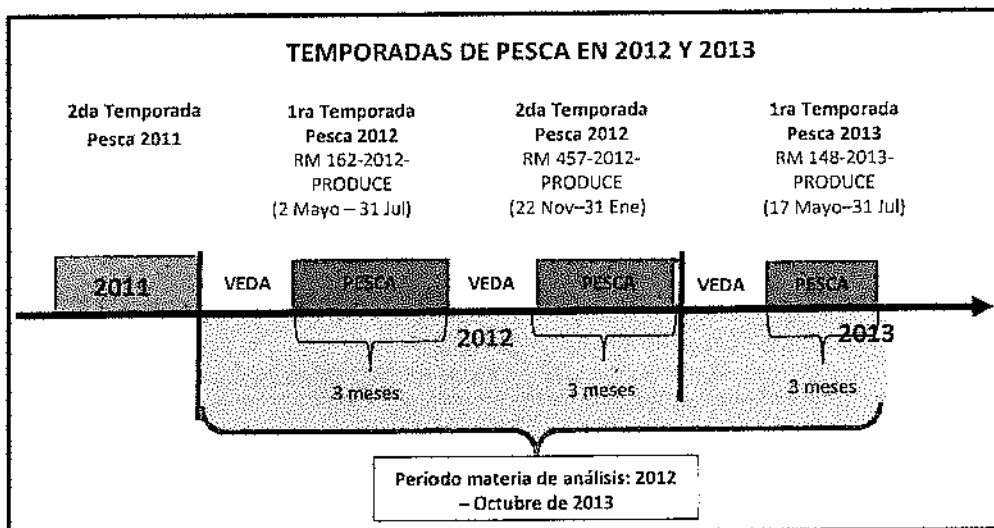 TEMPORADAS DE PESCA EN 2012 Y 2013
2da Temporada
Pesca 2011
1ra Temporada
Pesca 2012
RM 162-2012-
PRODUCE
(2 Mayo – 31 Jul)
2da Temporada
Pesca 2012
RM 457-2012-
PRODUCE
(22 Nov–31 Ene)
1ra Temporada
Pesca 2013
RM 148-2013-
PRODUCE
(17 Mayo–31 Jul)
2011
VEDA
PESCA
VEDA
PESCA
VEDA
PESCA
2012
2013
3 meses
3 meses
3 meses
Período materia de análisis: 2012
– Octubre de 2013